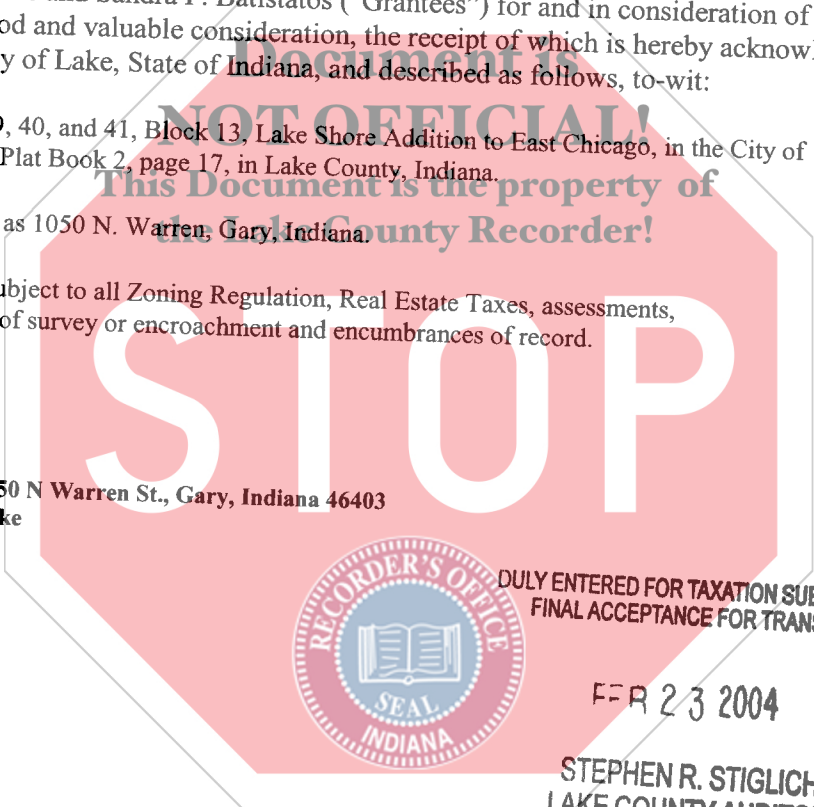 and Sandra P. Batistatos ("Grantees") for and in consideration of
od and valuable consideration, the receipt of which is hereby acknowl
y of Lake, State of Indiana, and described as follows, to-wit:
Document is
NOT OFFICIAL!
This Document is the property of
the Lake County Recorder!
9, 40, and 41, Block 13, Lake Shore Addition to East Chicago, in the City of
Plat Book 2, page 17, in Lake County, Indiana.
as 1050 N. Warren, Gary, Indiana.
ubject to all Zoning Regulation, Real Estate Taxes, assessments,
of survey or encroachment and encumbrances of record.
STOP
50 N Warren St., Gary, Indiana 46403
ke
RECORDER'S OFFICE
SEAL
INDIANA
DULY ENTERED FOR TAXATION SUB
FINAL ACCEPTANCE FOR TRANS
FEB 23 2004
STEPHEN R. STIGLICH
LAKE COUNTY AUDITO